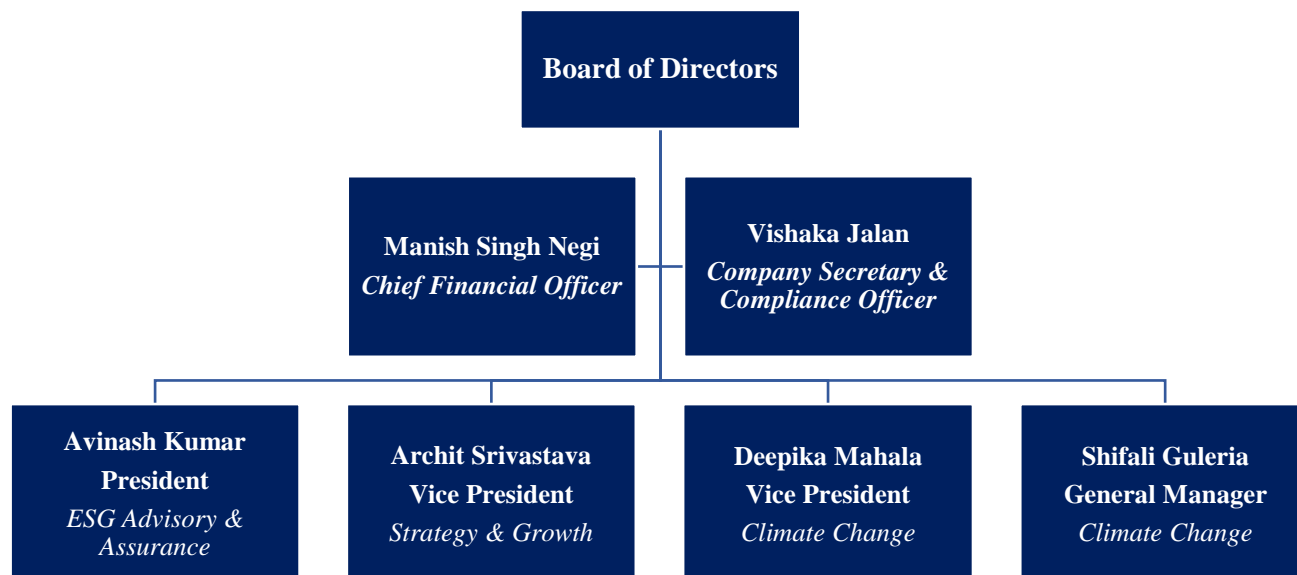 Board of Directors
Manish Singh Negi
Chief Financial Officer
Vishaka Jalan
Company Secretary &
Compliance Officer
Avinash Kumar
President
ESG Advisory &
Assurance
Archit Srivastava
Vice President
Strategy & Growth
Deepika Mahala
Vice President
Climate Change
Shifali Guleria
General Manager
Climate Change